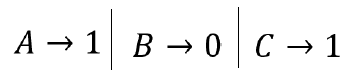 A → 1 | B → 0 | C → 1